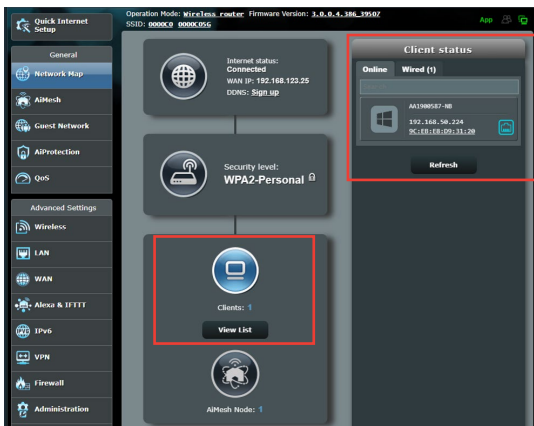 Quick Internet
Setup
Operation Mode: Wireless router Firmware Version: 3.0.0.4.386_39507
SSID: 0000C0 0000C05G
App
General
Network Map
AiMesh
Guest Network
AiProtection
QoS
Advanced Settings
Wireless
LAN
WAN
Alexa & IFTTT
IPv6
VPN
Firewall
Administration
Internet status:
Connected
WAN IP: 192.168.123.25
DDNS: Sign up
Security level:
WPA2-Personal
Clients: 1
View List
AiMesh Node: 1
Client status
Online Wired (1)
AA1900587-NB
192.168.50.224
9C:EB:E8:D9:31:20
Refresh